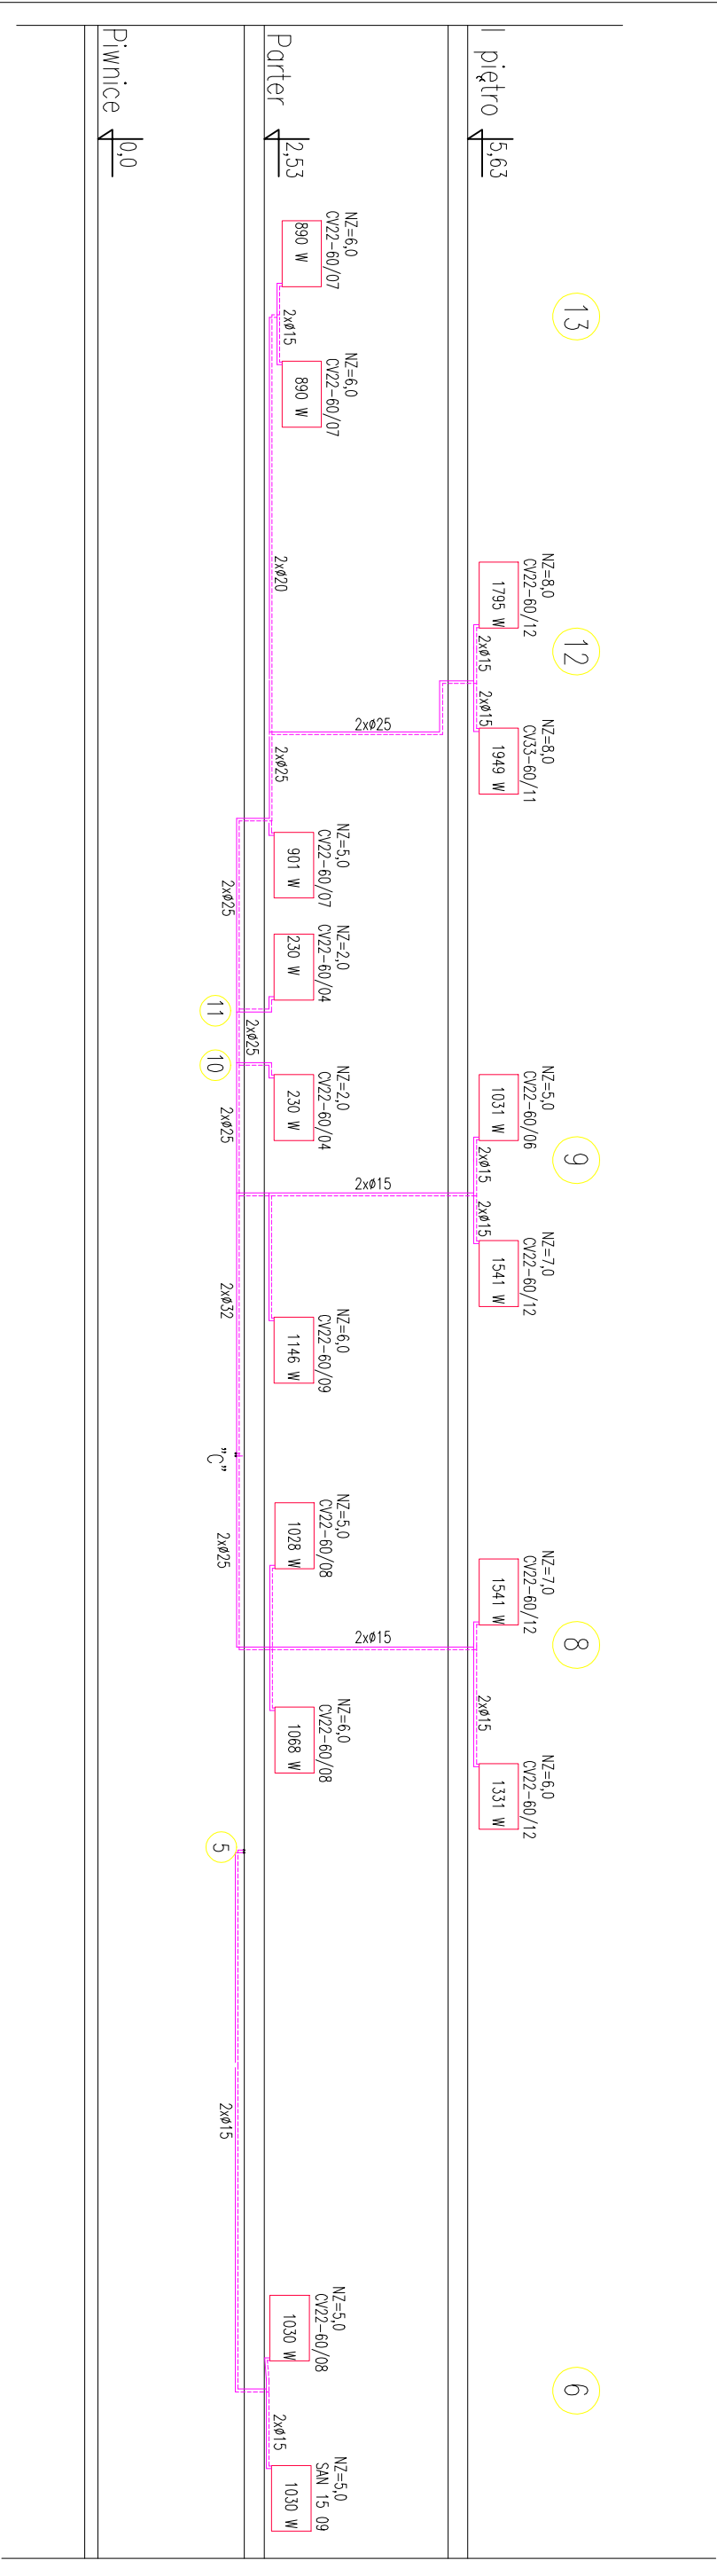 I piętro
5,63
Parter
2,53
Piwnice
0,0
13
12
9
8
6
NZ=8,0
CV22-60/12
1795 W
2xø15
2xø15
NZ=8,0
CV33-60/11
1949 W
NZ=5,0
CV22-60/06
1031 W
2xø15
2xø15
NZ=7,0
CV22-60/12
1541 W
NZ=7,0
CV22-60/12
1541 W
2xø15
NZ=6,0
CV22-60/12
1331 W
2xø25
2xø15
2xø15
NZ=6,0
CV22-60/07
890 W
2xø15
NZ=6,0
CV22-60/07
890 W
2xø20
2xø25
NZ=5,0
CV22-60/07
901 W
NZ=2,0
CV22-60/04
230 W
NZ=2,0
CV22-60/04
230 W
NZ=6,0
CV22-60/09
1146 W
NZ=5,0
CV22-60/08
1028 W
NZ=6,0
CV22-60/08
1068 W
NZ=5,0
CV22-60/08
1030 W
2xø15
NZ=5,0
SAN 15 09
1030 W
2xø25
11
2xø25
10
2xø25
2xø32
"C"
2xø25
5
2xø15